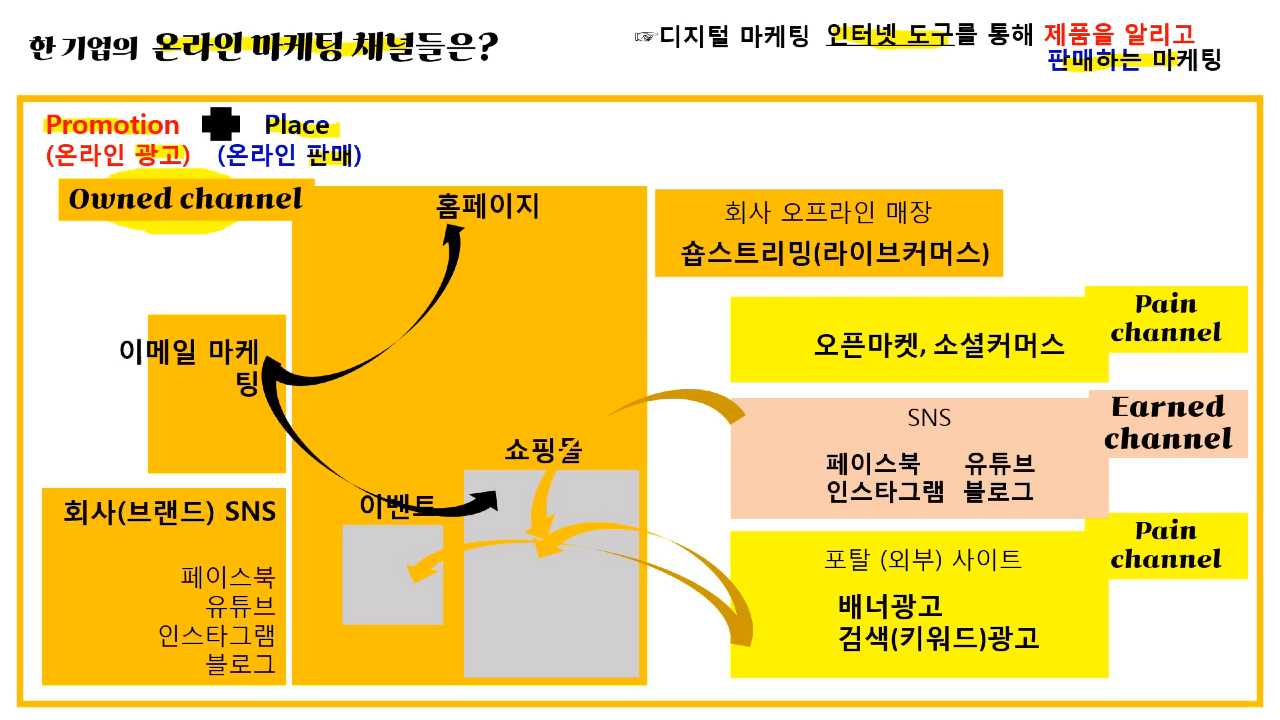 한 기업의 온라인 마케팅 채널들은?
☞디지털 마케팅 인터넷 도구를 통해 제품을 알리고
판매하는 마케팅
Promotion Place
(온라인 광고) (온라인 판매)
Owned channel
홈페이지
이메일 마케
팅
쇼핑몰
이벤트
회사(브랜드) SNS
페이스북
유튜브
인스타그램
블로그
회사 오프라인 매장
숍스트리밍(라이브커머스)
Pain
channel
오픈마켓, 소셜커머스
Earned
channel
SNS
페이스북 유튜브
인스타그램 블로그
Pain
channel
포탈 (외부) 사이트
배너광고
검색(키워드)광고